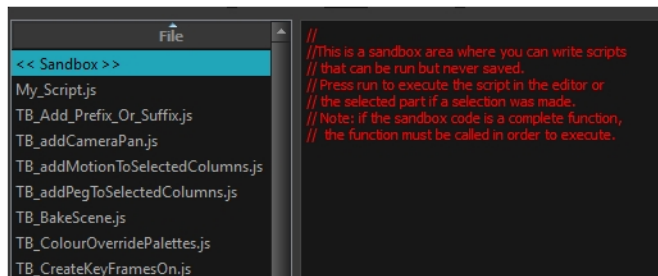 File
<< Sandbox >>
My_Script.js
TB_Add_Prefix_Or_Suffix.js
TB_addCameraPan.js
TB_addMotionToSelectedColumns.js
TB_addPegToSelectedColumns.js
TB_BakeScene.js
TB_ColourOverridePalettes.js
TB_CreateKeyFramesOn.js
//
//This is a sandbox area where you can write scripts
// that can be run but never saved.
// Press run to execute the script in the editor or
// the selected part if a selection was made.
// Note: if the sandbox code is a complete function,
//  the function must be called in order to execute.